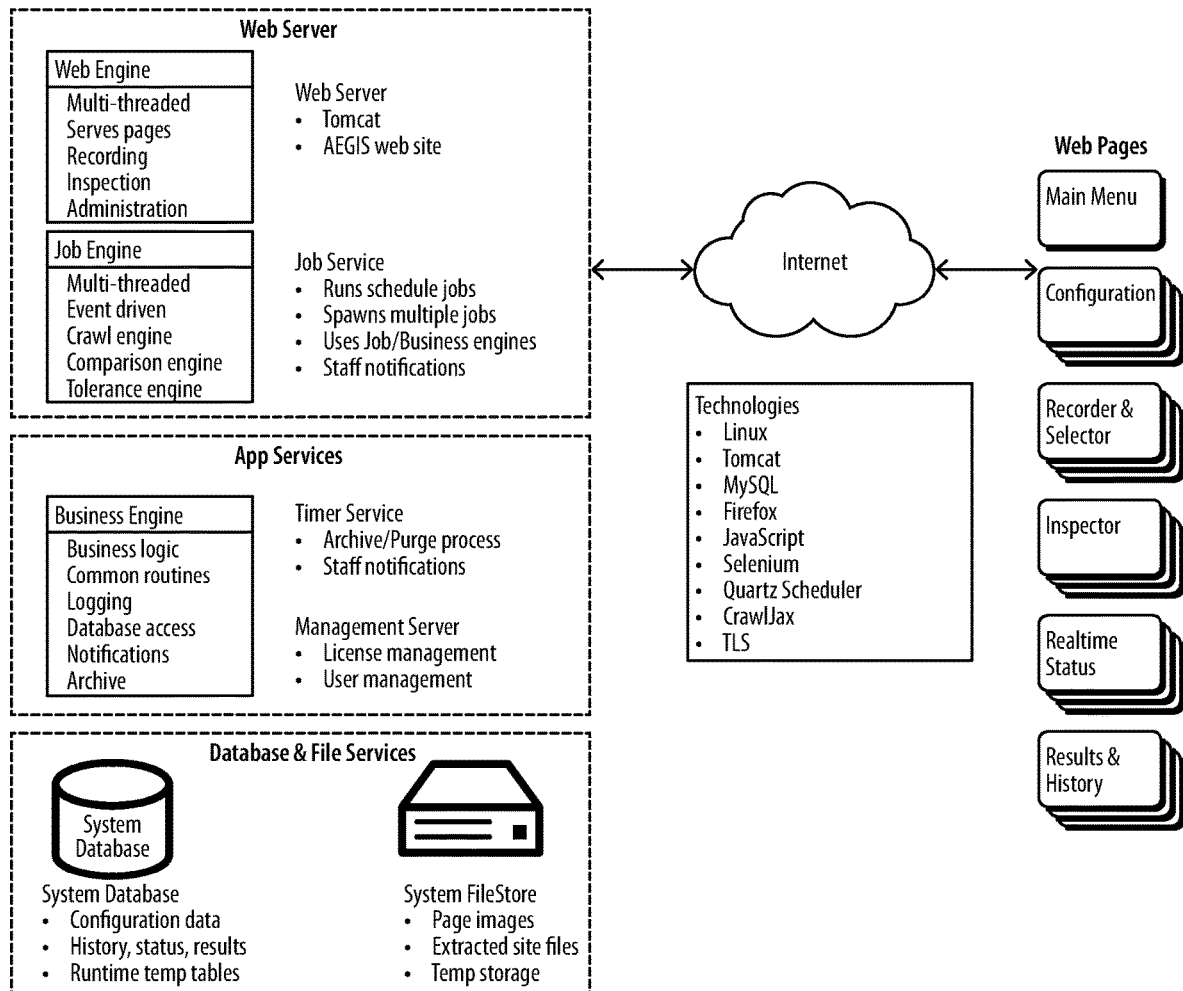 Web Server
Web Engine
Multi-threaded
Serves pages
Recording
Inspection
Administration
Web Server
• Tomcat
• AEGIS web site
Job Engine
Multi-threaded
Event driven
Crawl engine
Comparison engine
Tolerance engine
Job Service
• Runs schedule jobs
• Spawns multiple jobs
• Uses Job/Business engines
• Staff notifications
App Services
Business Engine
Business logic
Common routines
Logging
Database access
Notifications
Archive
Timer Service
• Archive/Purge process
• Staff notifications
Management Server
• License management
• User management
Database & File Services
System
Database
System Database
• Configuration data
• History, status, results
• Runtime temp tables
System FileStore
• Page images
• Extracted site files
• Temp storage
Internet
Technologies
• Linux
• Tomcat
• MySQL
• Firefox
• JavaScript
• Selenium
• Quartz Scheduler
• CrawlJax
• TLS
Web Pages
Main Menu
Configuration
Recorder &
Selector
Inspector
Realtime
Status
Results &
History